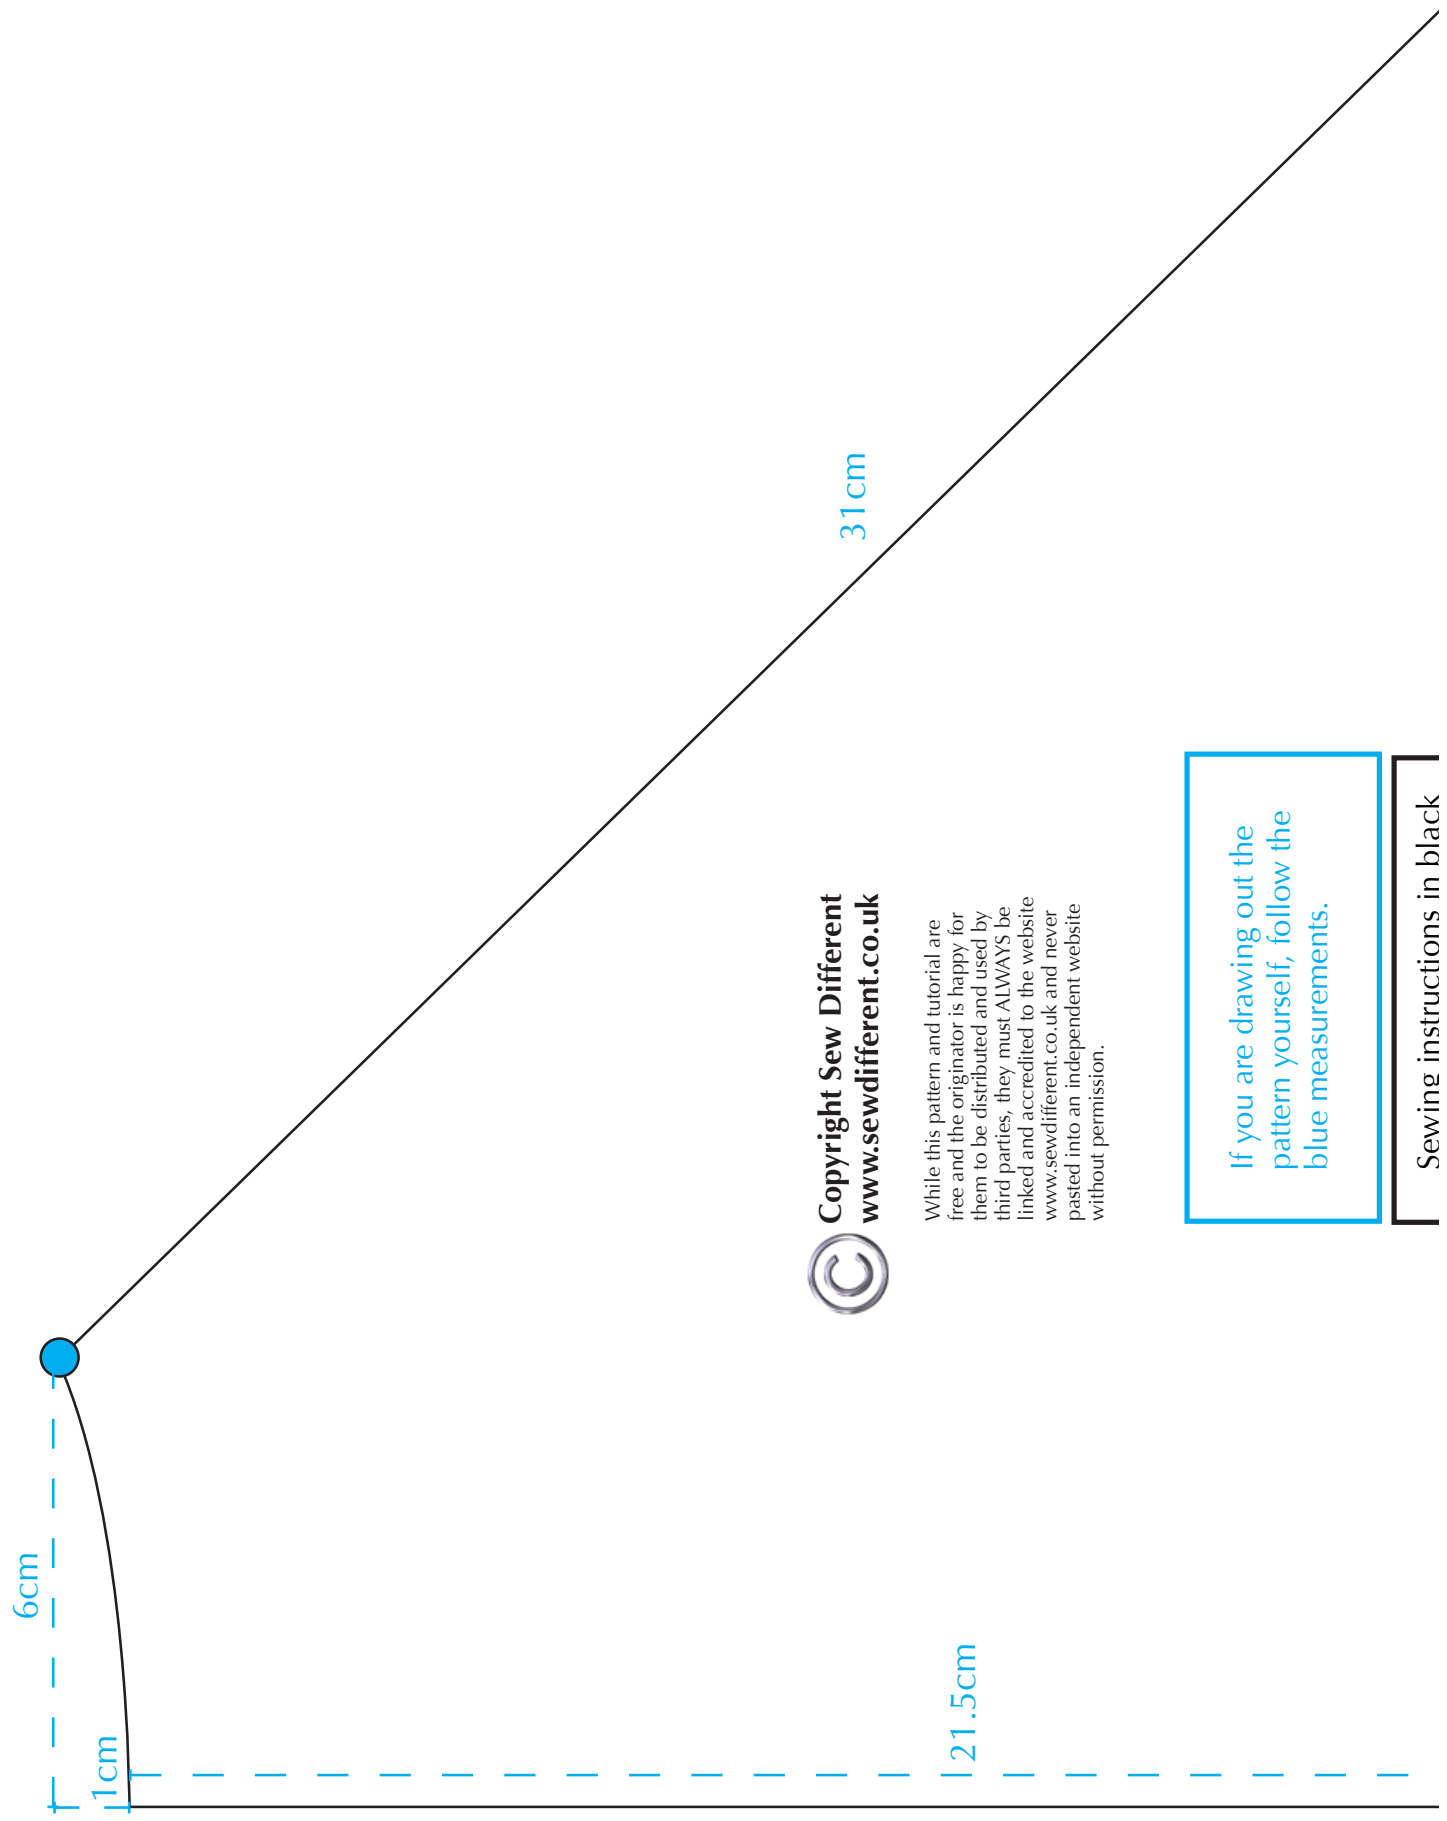 6cm
1cm
31cm
Copyright Sew Different
www.sewdifferent.co.uk
While this pattern and tutorial are
free and the originator is happy for
them to be distributed and used by
third parties, they must ALWAYS be
linked and accredited to the website
www.sewdifferent.co.uk and never
pasted into an independent website
without permission.
21.5cm
If you are drawing out the
pattern yourself, follow the
blue measurements.
Sewing instructions in black